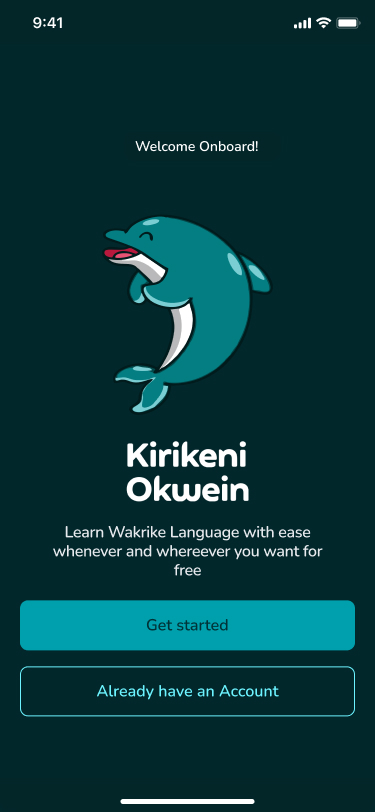 9:41
Welcome Onboard!
Kirikeni
Okwein
Learn Wakrike Language with ease
whenever and whereever you want for
free
Get started
Already have an Account